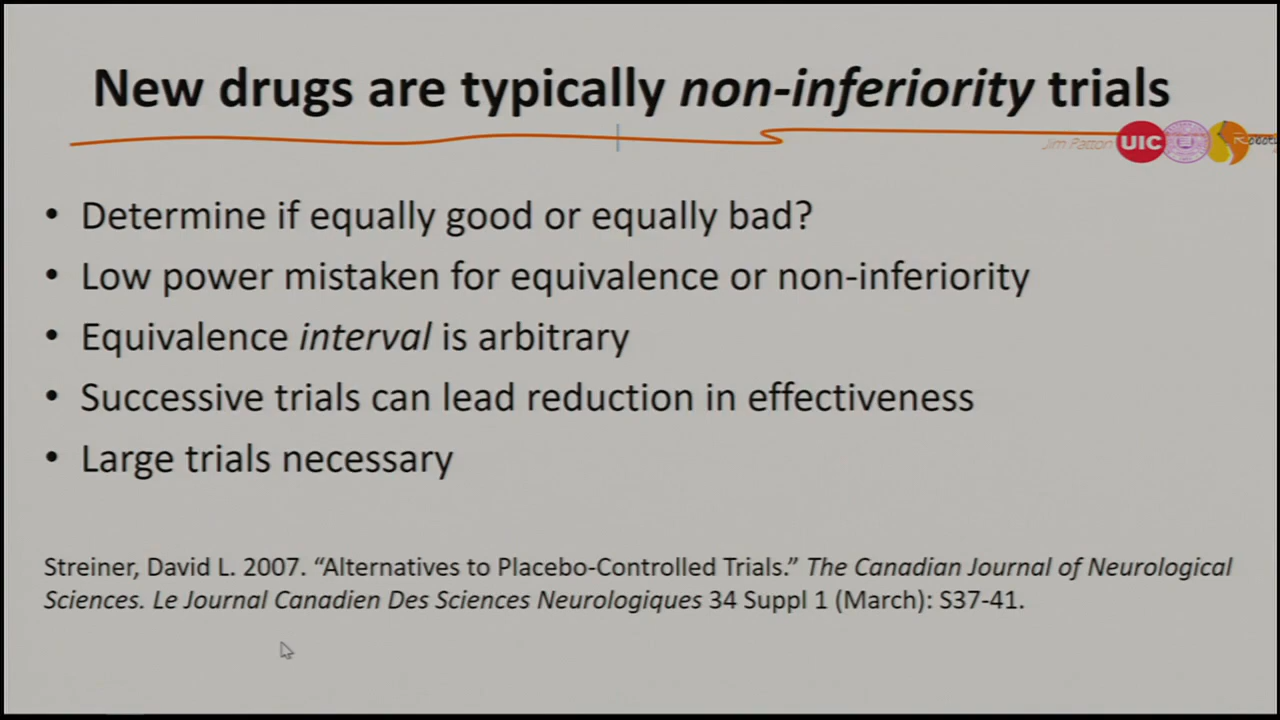 New drugs are typically non-inferiority trials
Jim Patton UIC
• Determine if equally good or equally bad?
• Low power mistaken for equivalence or non-inferiority
• Equivalence interval is arbitrary
• Successive trials can lead reduction in effectiveness
• Large trials necessary
Streiner, David L. 2007. “Alternatives to Placebo-Controlled Trials.” The Canadian Journal of Neurological
Sciences. Le Journal Canadien Des Sciences Neurologiques 34 Suppl 1 (March): S37-41.